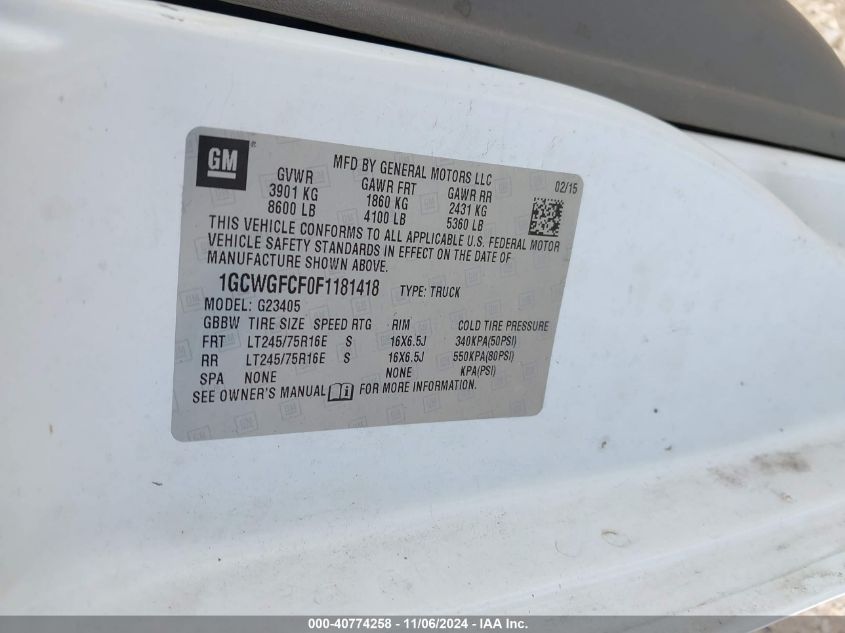 GM
MFD BY GENERAL MOTORS LLC 02/15
GVWR GAWR FRT GAWR RR
3901 KG 1860 KG 2431 KG
8600 LB 4100 LB 5360 LB
THIS VEHICLE CONFORMS TO ALL APPLICABLE U.S. FEDERAL MOTOR
VEHICLE SAFETY STANDARDS IN EFFECT ON THE DATE OF
MANUFACTURE SHOWN ABOVE.
1GCWGFCF0F1181418 TYPE: TRUCK
MODEL: G23405
GBBW TIRE SIZE SPEED RTG RIM COLD TIRE PRESSURE
FRT LT245/75R16E S 16X6.5J 340KPA(50PSI)
RR LT245/75R16E S 16X6.5J 550KPA(80PSI)
SPA NONE NONE KPA(PSI)
SEE OWNER'S MANUAL FOR MORE INFORMATION.
000-40774258 - 11/06/2024 - IAA Inc.